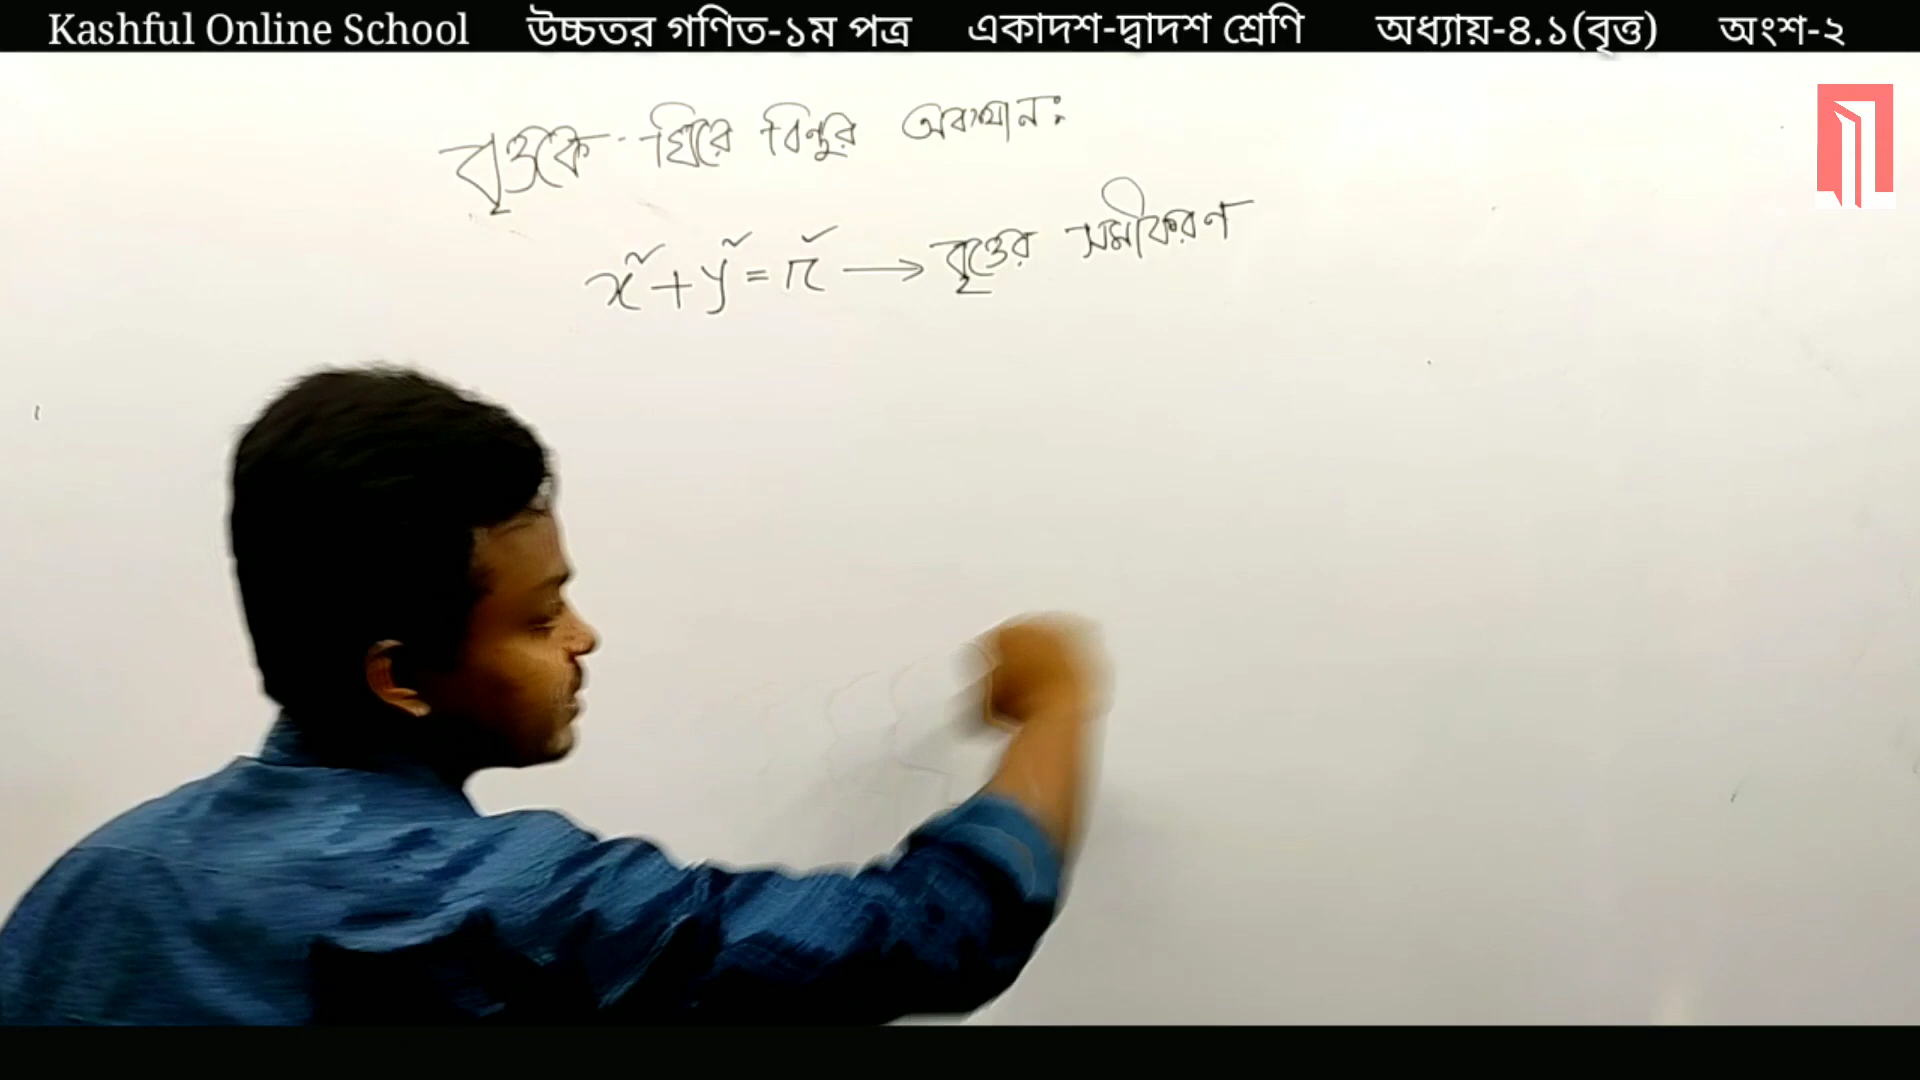 Kashful Online School উচ্চতর গণিত-১ম পত্র একাদশ-দ্বাদশ শ্রেণি অধ্যায়-৪.১(বৃত্ত) অংশ-২
বৃত্তকে ঘিরে বিন্দুর অবস্থান:
x² + y² = r² → বৃত্তের সমীকরণ